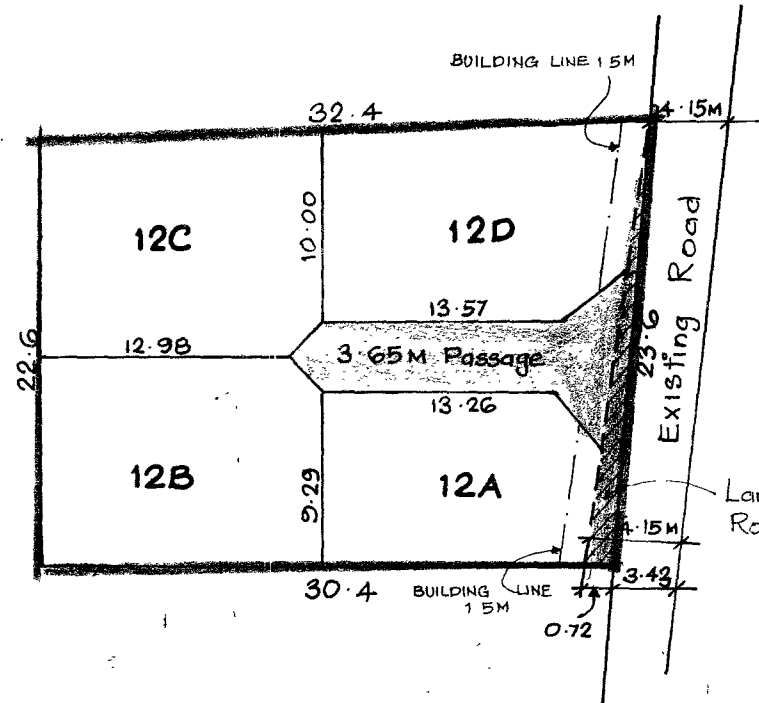 BUILDING LINE 1 5M
32.4
4.15M
12C
10.00
12D
Existing Road
13.57
22.6
12.98
3.65M Passage
23.6
13.26
12B
9.29
12A
4.15M
30.4
BUILDING LINE
1 5M
3.43
0.72